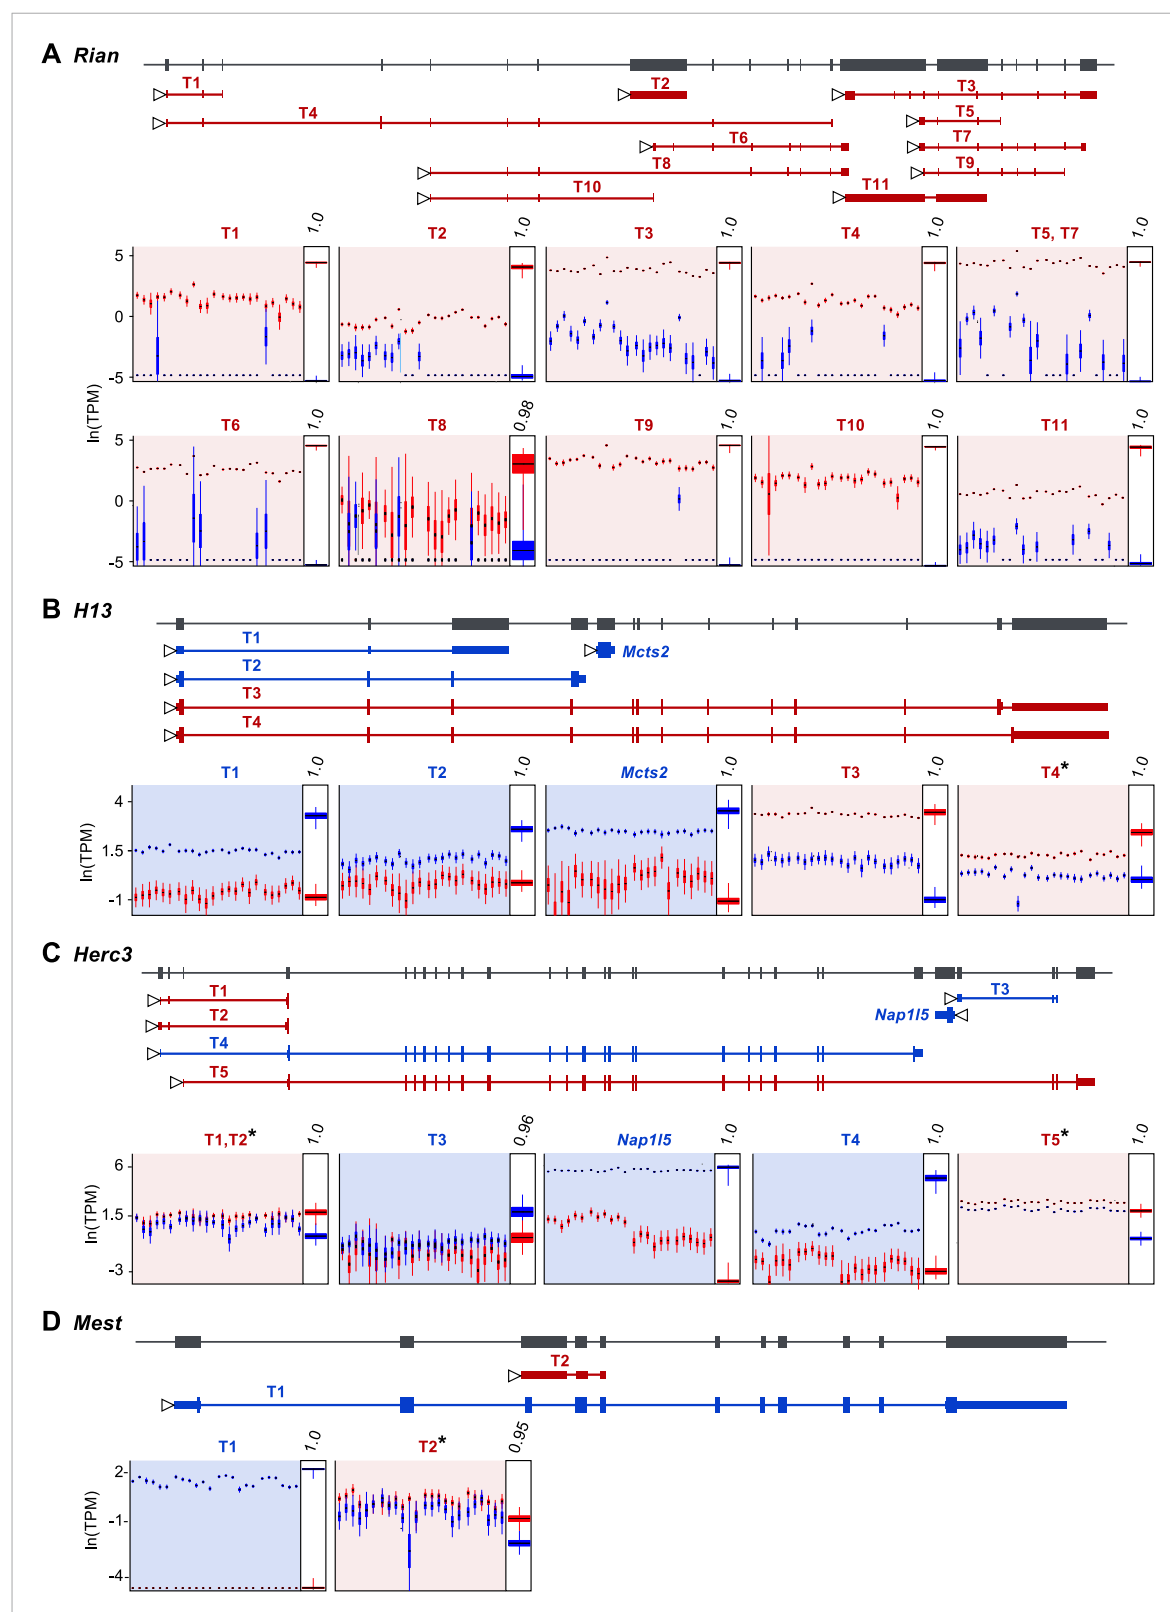 A Rian
T1 T2 T3
T4 T5
T6 T7
T8 T9
T10 T11
T1 1.0 T2 1.0 T3 1.0 T4 1.0 T5, T7 1.0
5
0
-5
ln(TPM)
T6 1.0 T8 0.98 T9 1.0 T10 1.0 T11 1.0
5
0
-5
B H13
T1 Mcts2
T2
T3
T4
T1 1.0 T2 1.0 Mcts2 1.0 T3 1.0 T4* 1.0
4
1.5
-1
ln(TPM)
C Herc3
T1 T3
T2 Nap1l5
T4
T5
T1,T2* 1.0 T3 0.96 Nap1l5 1.0 T4 1.0 T5* 1.0
6
1.5
-3
ln(TPM)
D Mest
T2
T1
T1 1.0 T2* 0.95
2
-1
-4
ln(TPM)